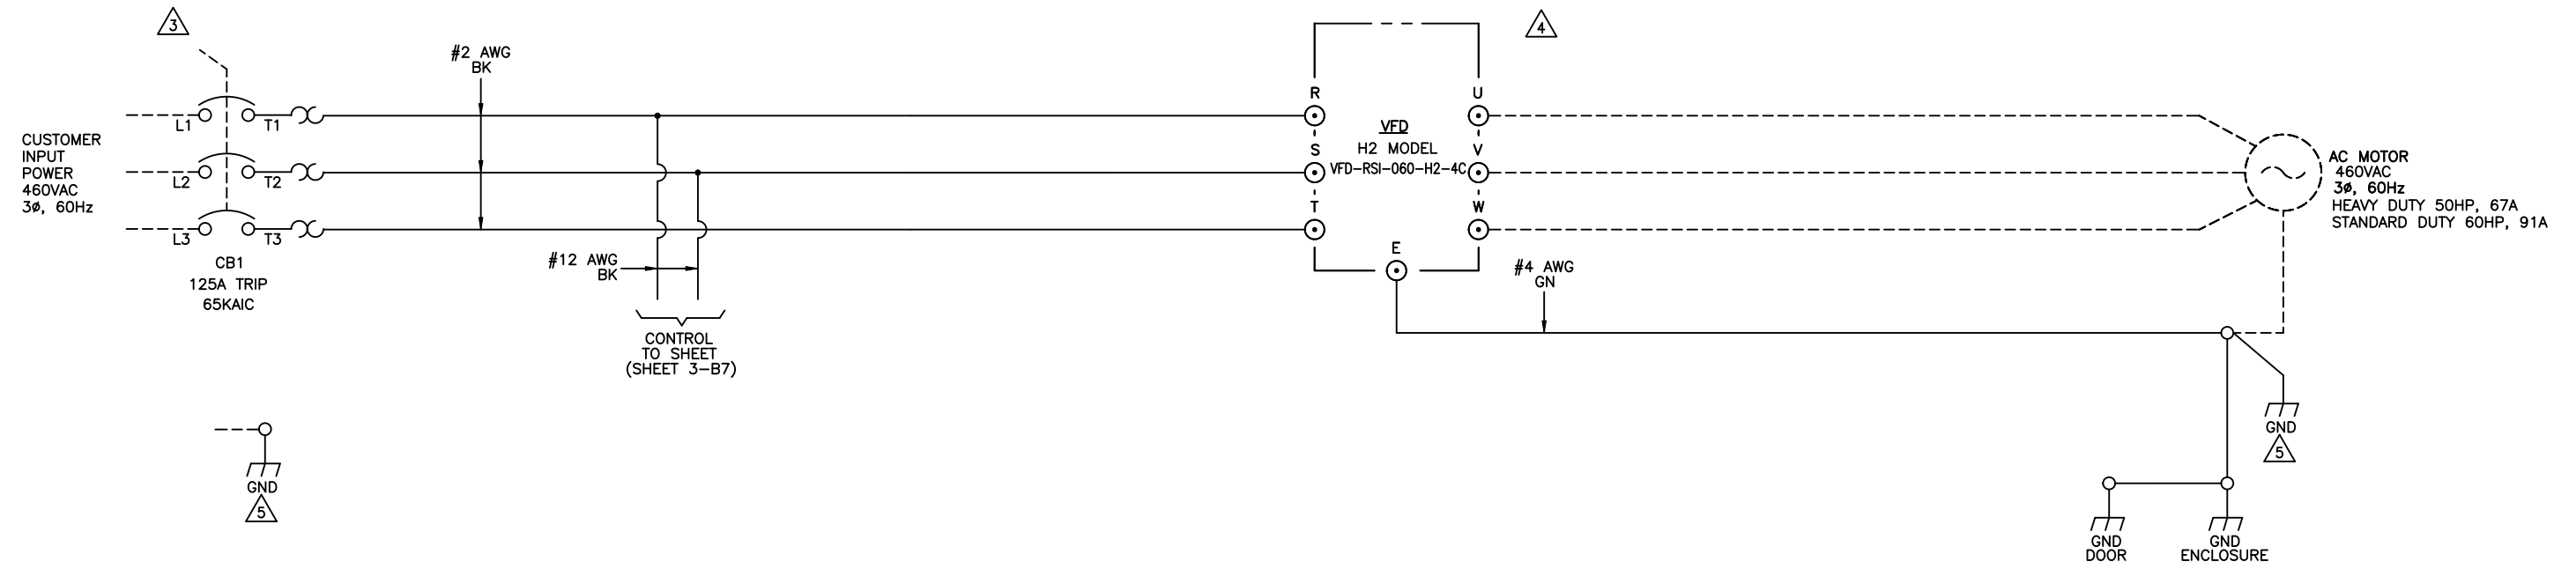 3
#2 AWG
BK
4
CUSTOMER
INPUT
POWER
460VAC
3ø, 60Hz
L1
T1
L2
T2
L3
T3
CB1
125A TRIP
65KAIC
#12 AWG
BK
CONTROL
TO SHEET
(SHEET 3-B7)
R
U
VFD
H2 MODEL
S
V
VFD-RSI-060-H2-4C
T
W
E
#4 AWG
GN
AC MOTOR
460VAC
3ø, 60Hz
HEAVY DUTY 50HP, 67A
STANDARD DUTY 60HP, 91A
GND
5
GND
5
GND
DOOR
GND
ENCLOSURE